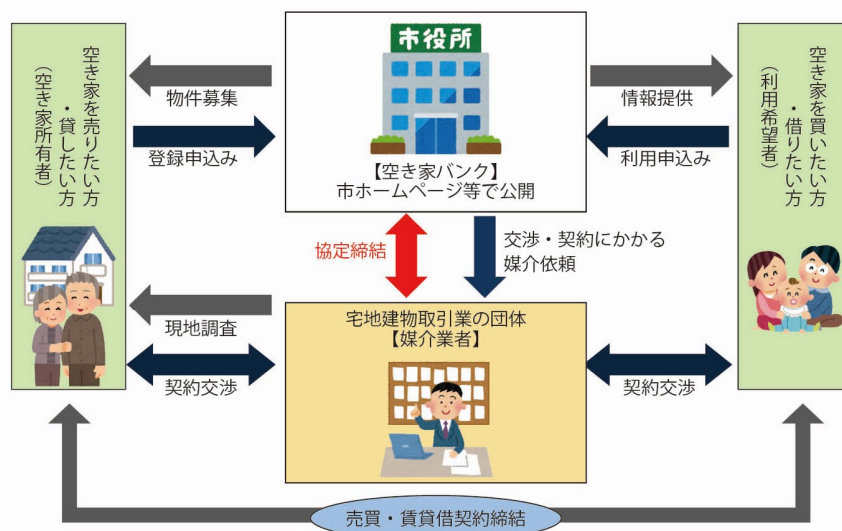 市役所
【空き家バンク】
市ホームページ等で公開
空き家を売りたい方
・貸したい方
（空き家所有者）
物件募集
登録申込み
情報提供
利用申込み
空き家を買いたい方
・借りたい方
（利用希望者）
協定締結
交渉・契約にかかる
媒介依頼
現地調査
契約交渉
宅地建物取引業の団体
【媒介業者】
契約交渉
売買・賃貸借契約締結